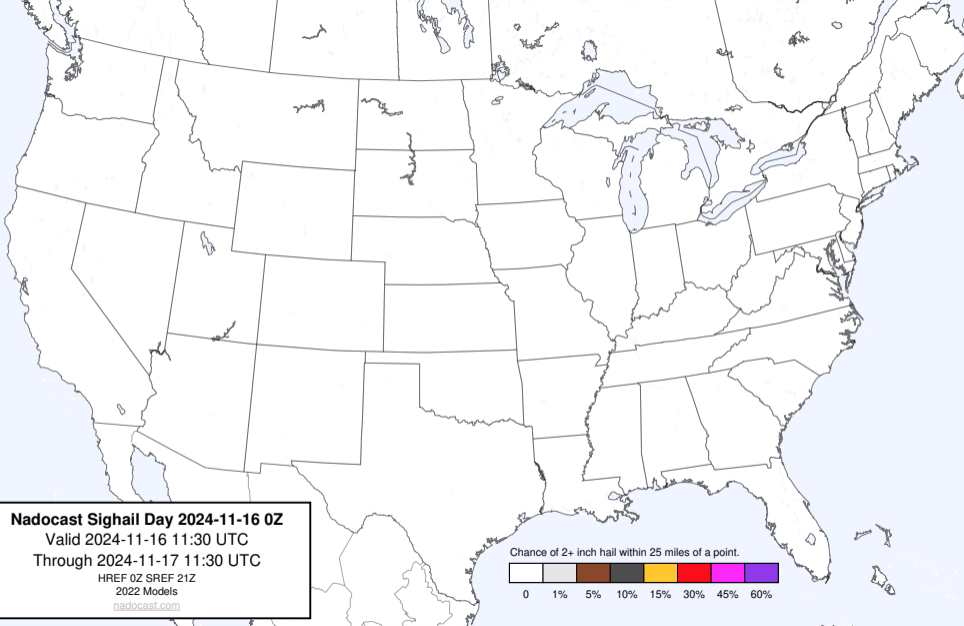 Nadocast Sighail Day 2024-11-16 0Z
Valid 2024-11-16 11:30 UTC
Through 2024-11-17 11:30 UTC
HREF 0Z SREF 21Z
2022 Models
nadocast.com
Chance of 2+ inch hail within 25 miles of a point.
0 1% 5% 10% 15% 30% 45% 60%